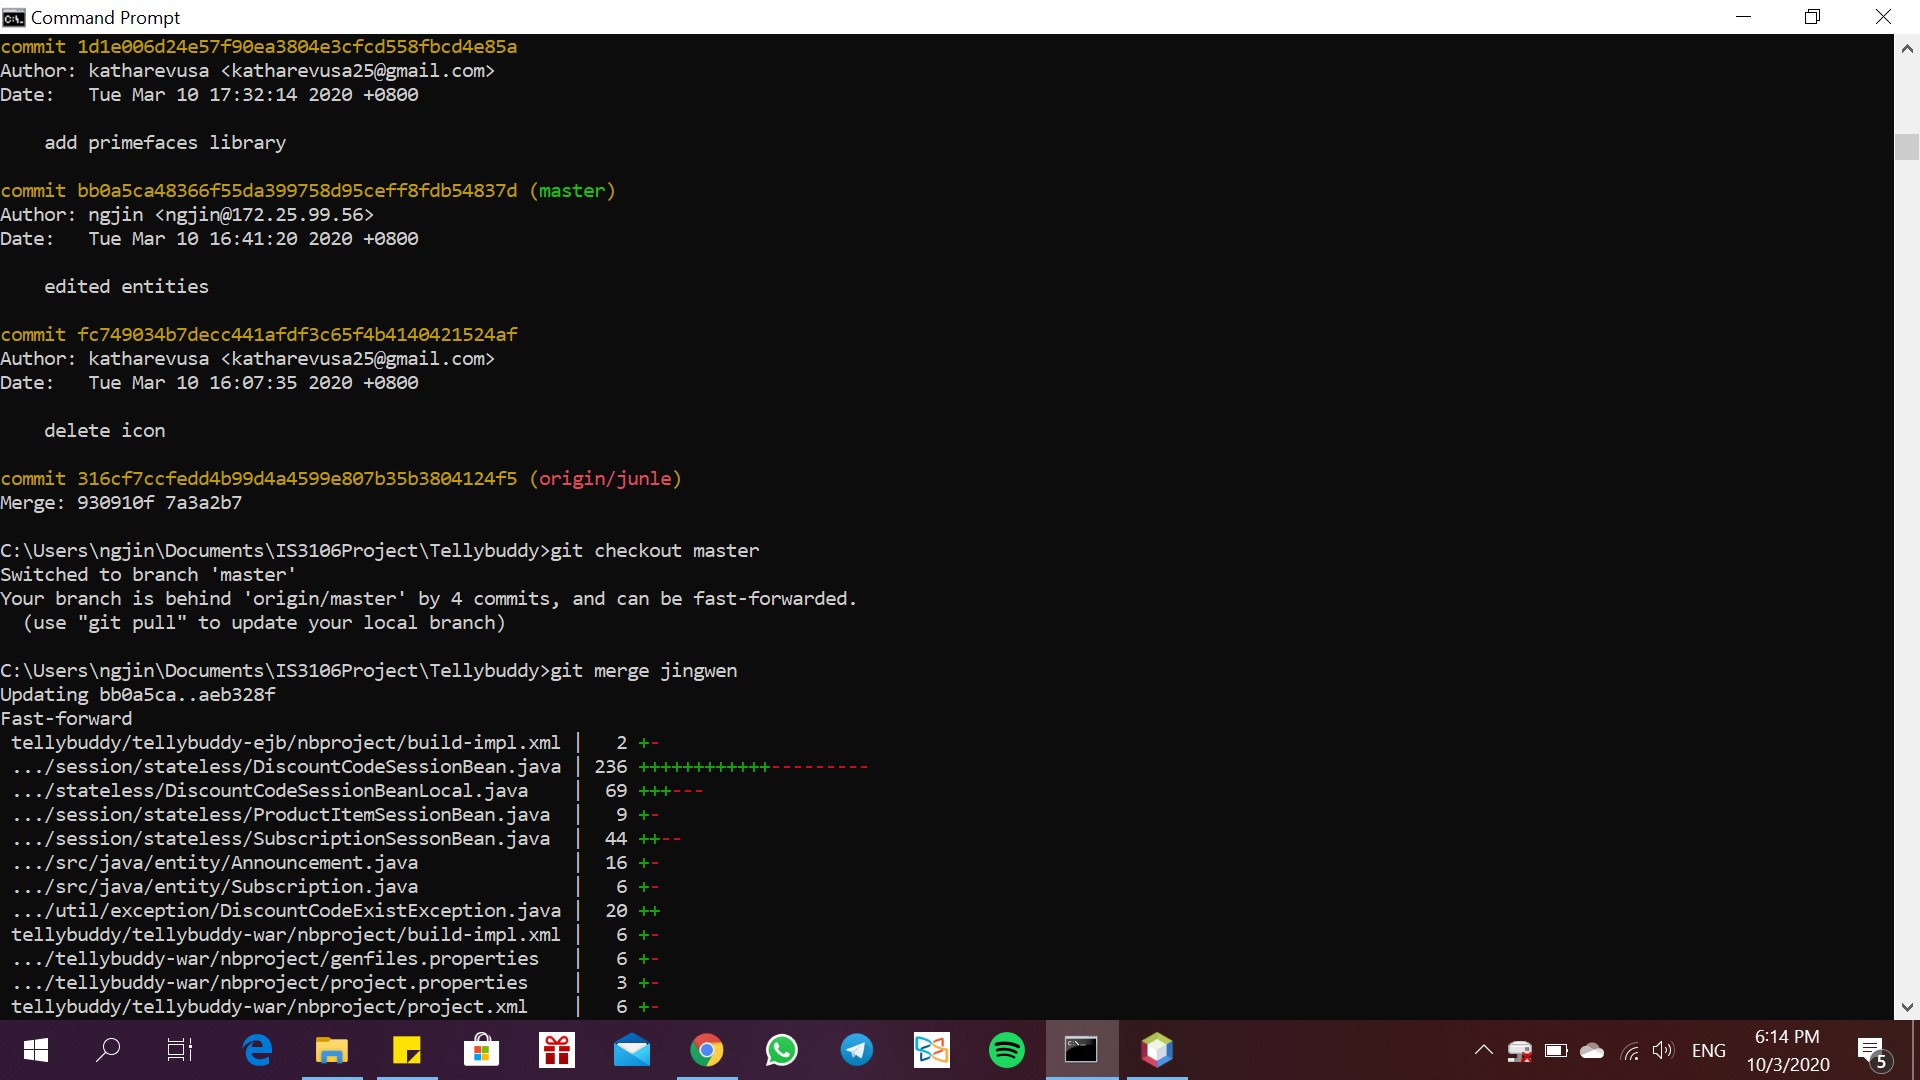 Command Prompt
commit 1d1e006d24e57f90ea3804e3cfcd558fbcd4e85a
Author: katharevusa <katharevusa25@gmail.com>
Date:   Tue Mar 10 17:32:14 2020 +0800
    add primefaces library
commit bb0a5ca48366f55da399758d95ceff8fdb54837d (master)
Author: ngjin <ngjin@172.25.99.56>
Date:   Tue Mar 10 16:41:20 2020 +0800
    edited entities
commit fc749034b7decc441afdf3c65f4b4140421524af
Author: katharevusa <katharevusa25@gmail.com>
Date:   Tue Mar 10 16:07:35 2020 +0800
    delete icon
commit 316cf7ccfedd4b99d4a4599e807b35b3804124f5 (origin/junle)
Merge: 930910f 7a3a2b7
C:\Users\ngjin\Documents\IS3106Project\Tellybuddy>git checkout master
Switched to branch 'master'
Your branch is behind 'origin/master' by 4 commits, and can be fast-forwarded.
  (use "git pull" to update your local branch)
C:\Users\ngjin\Documents\IS3106Project\Tellybuddy>git merge jingwen
Updating bb0a5ca..aeb328f
Fast-forward
 tellybuddy/tellybuddy-ejb/nbproject/build-impl.xml |   2 +-
 .../session/stateless/DiscountCodeSessionBean.java | 236 ++++++++++++---------
 .../stateless/DiscountCodeSessionBeanLocal.java    |  69 +++---
 .../session/stateless/ProductItemSessionBean.java  |   9 +-
 .../session/stateless/SubscriptionSessonBean.java  |  44 ++--
 .../src/java/entity/Announcement.java              |  16 +-
 .../src/java/entity/Subscription.java              |   6 +-
 .../util/exception/DiscountCodeExistException.java |  20 ++
 tellybuddy/tellybuddy-war/nbproject/build-impl.xml |   6 +-
 .../tellybuddy-war/nbproject/genfiles.properties   |   6 +-
 .../tellybuddy-war/nbproject/project.properties    |   3 +-
 tellybuddy/tellybuddy-war/nbproject/project.xml    |   6 +-
ENG
6:14 PM
10/3/2020
5